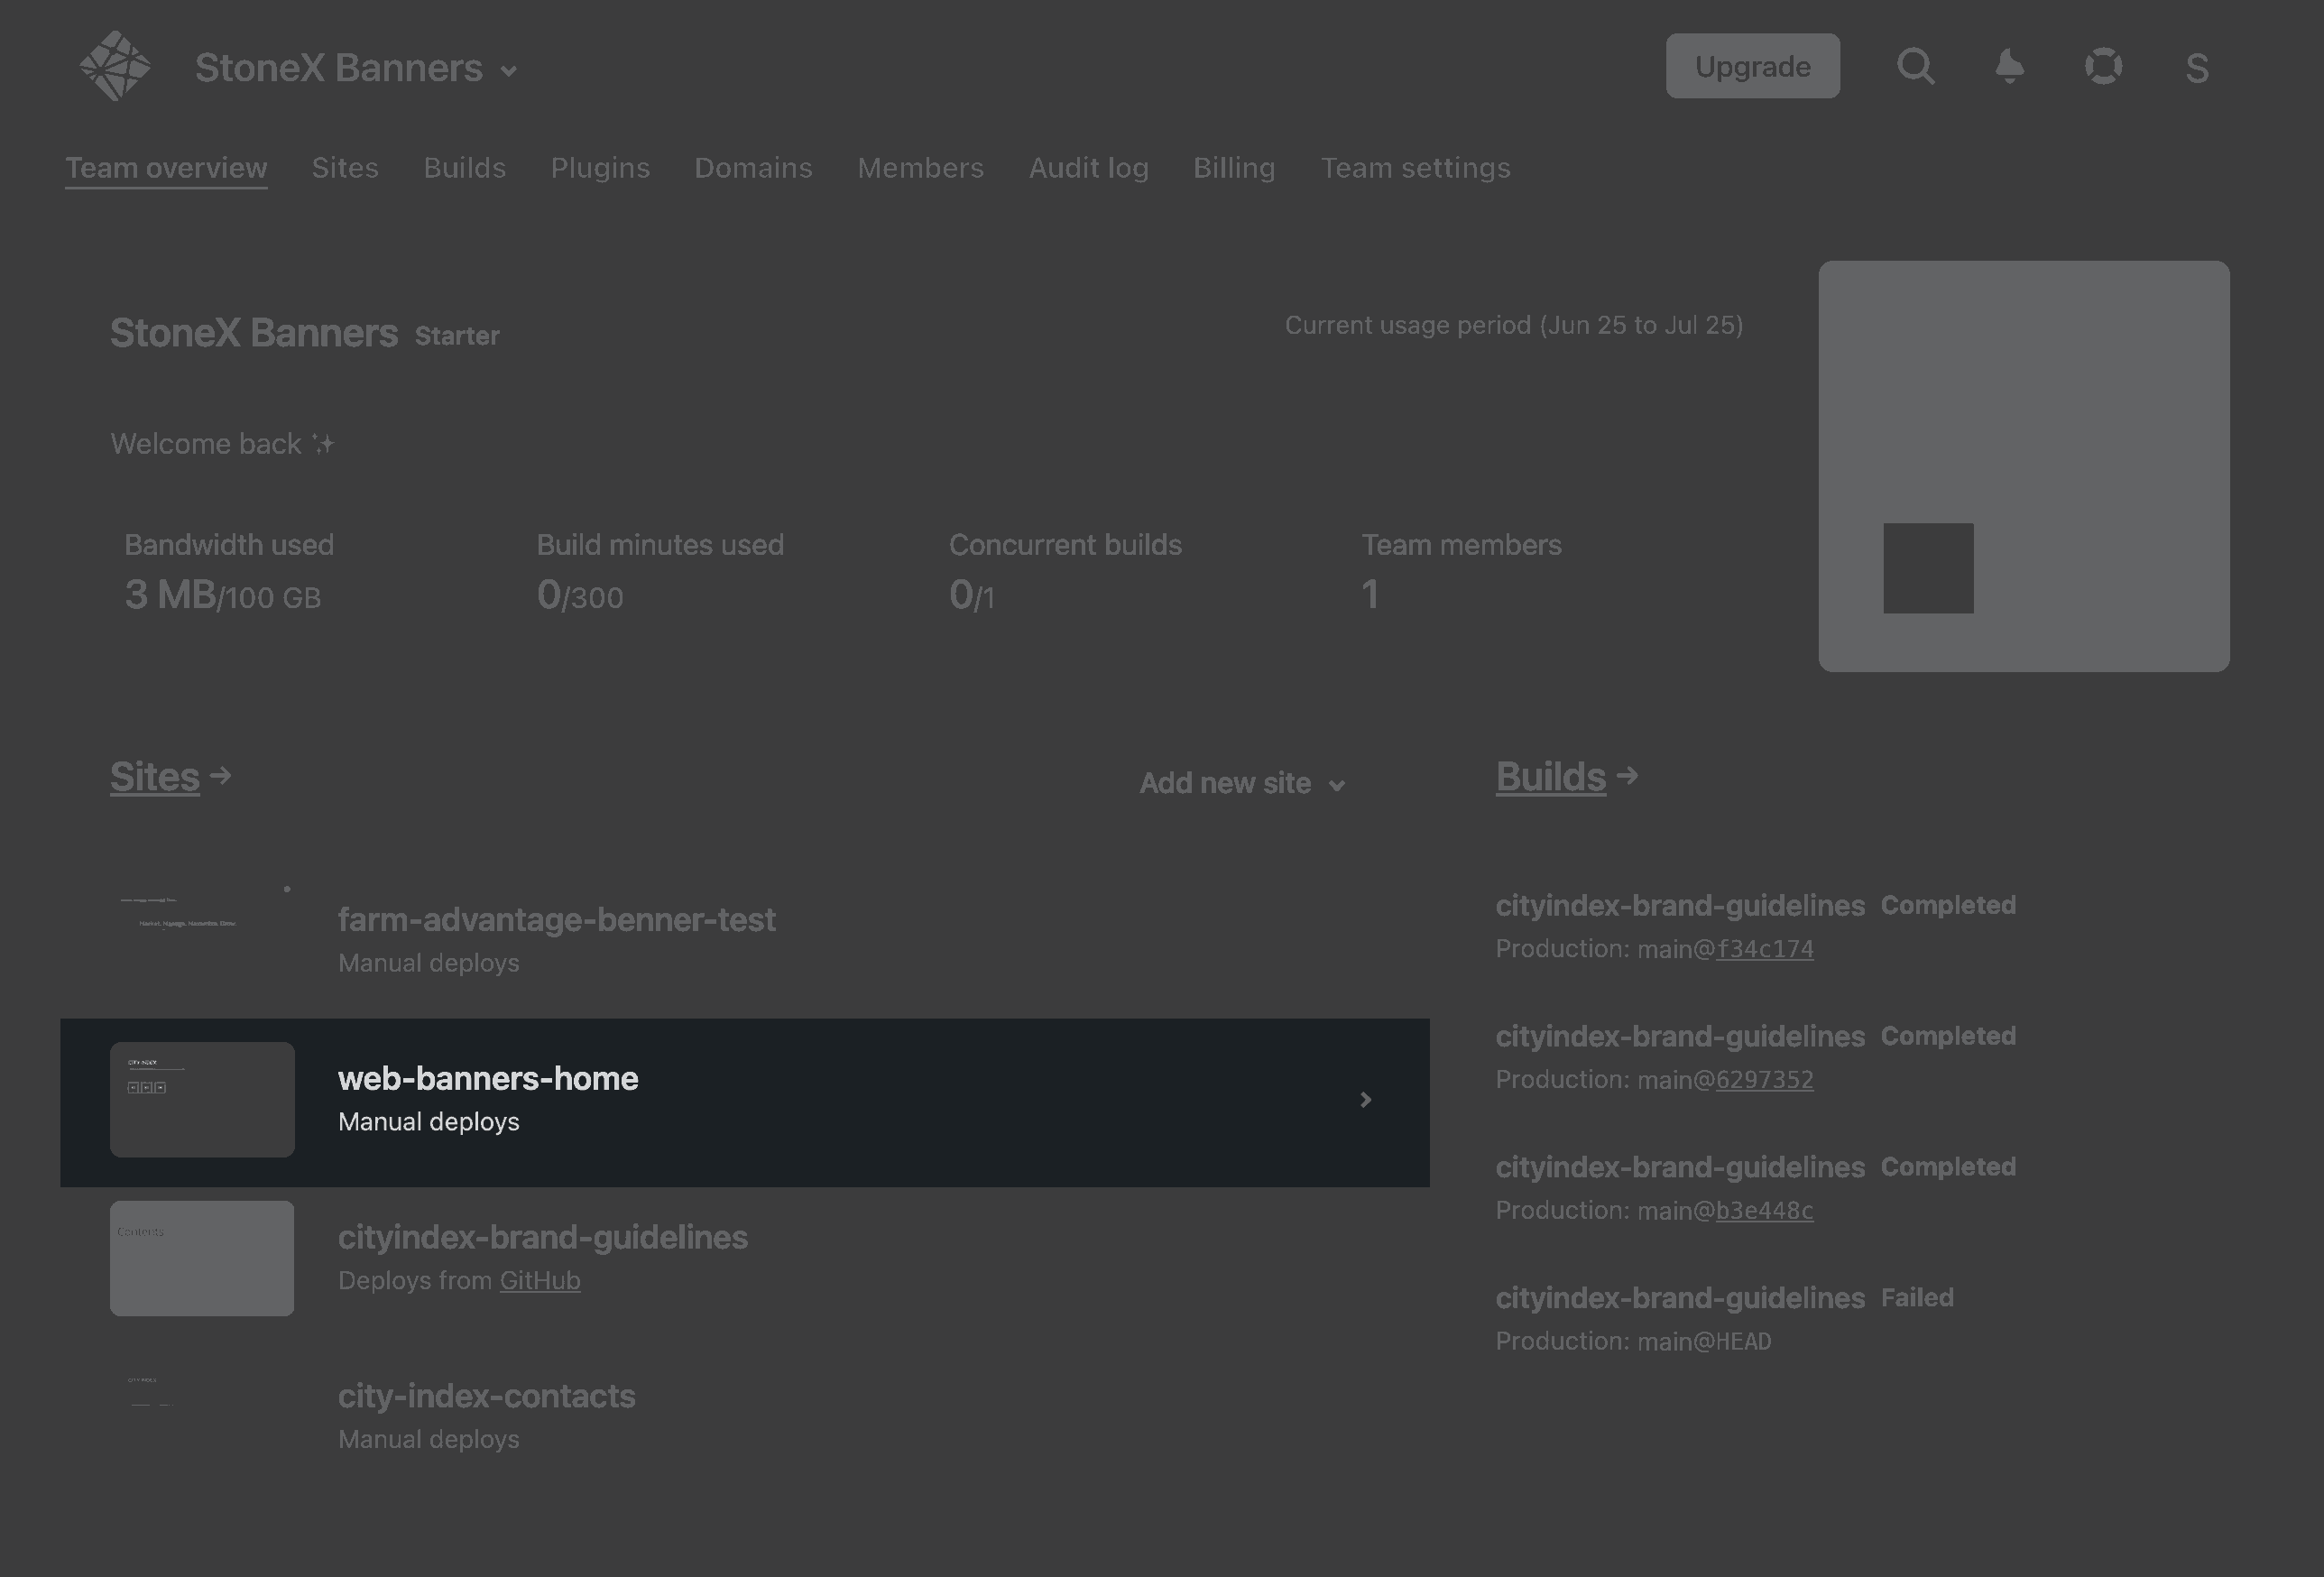 StoneX Banners
Upgrade
S
Team overview Sites Builds Plugins Domains Members Audit log Billing Team settings
StoneX Banners Starter
Current usage period (Jun 25 to Jul 25)
Welcome back ✨
Bandwidth used Build minutes used Concurrent builds Team members
3 MB/100 GB 0/300 0/1 1
Sites →
Add new site
farm-advantage-benner-test
Manual deploys
CITY INDEX
web-banners-home
Manual deploys
Contents
cityindex-brand-guidelines
Deploys from GitHub
CITY INDEX
city-index-contacts
Manual deploys
Builds →
cityindex-brand-guidelines Completed
Production: main@f34c174
cityindex-brand-guidelines Completed
Production: main@6297352
cityindex-brand-guidelines Completed
Production: main@b3e448c
cityindex-brand-guidelines Failed
Production: main@HEAD